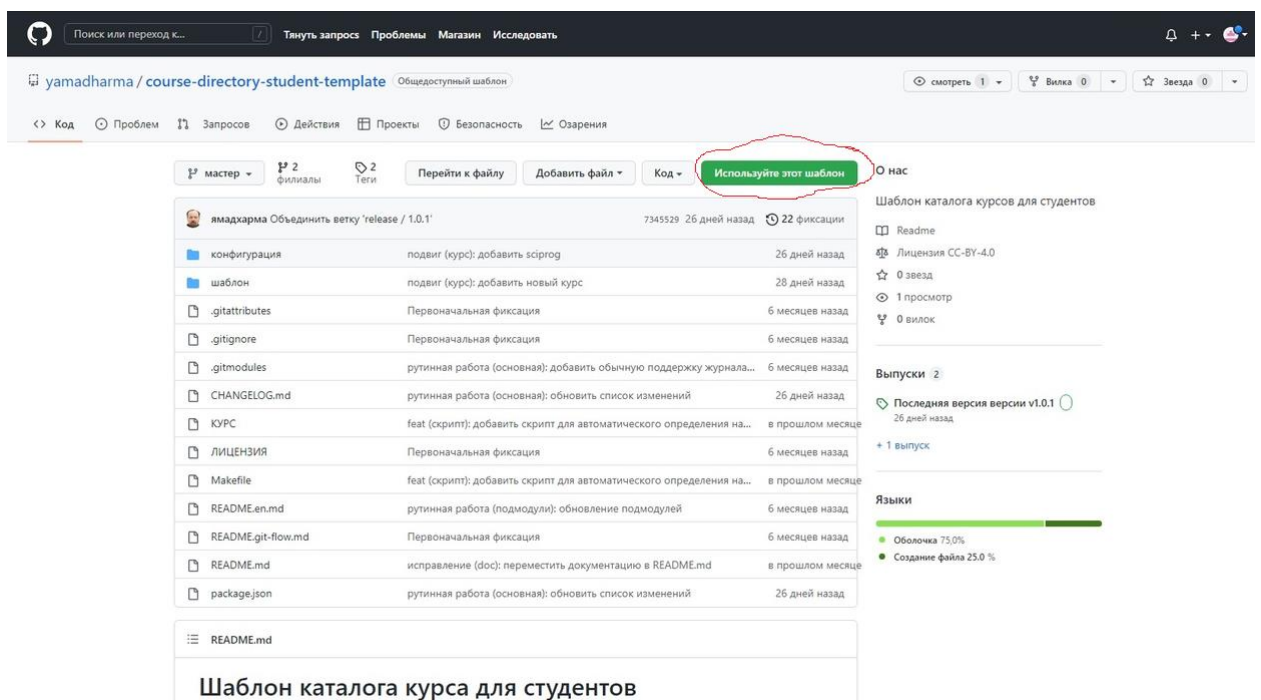 Поиск или переход к... / Тянуть запрос Проблемы Магазин Исследовать
yamadharma / course-directory-student-template Общедоступный шаблон смотреть 1 Вилка 0 Звезда 0
Код Проблем Запросов Действия Проекты Безопасность Озарения
мастер 2 филиалы 2 Теги Перейти к файлу Добавить файл Код Используйте этот шаблон
ямадхарма Объединить ветку 'release / 1.0.1' 7345529 26 дней назад 22 фиксации
конфигурация подвиг (курс): добавить sciprog 26 дней назад
шаблон подвиг (курс): добавить новый курс 28 дней назад
.gitattributes Первоначальная фиксация 6 месяцев назад
.gitignore Первоначальная фиксация 6 месяцев назад
.gitmodules рутинная работа (основная): добавить обычную поддержку журнала... 6 месяцев назад
CHANGELOG.md рутинная работа (основная): обновить список изменений 26 дней назад
КУРС feat (скрипт): добавить скрипт для автоматического определения на... в прошлом месяце
ЛИЦЕНЗИЯ Первоначальная фиксация 6 месяцев назад
Makefile feat (скрипт): добавить скрипт для автоматического определения на... в прошлом месяце
README.en.md рутинная работа (подмодули): обновление подмодулей 6 месяцев назад
README.git-flow.md Первоначальная фиксация 6 месяцев назад
README.md исправление (doc): переместить документацию в README.md в прошлом месяце
package.json рутинная работа (основная): обновить список изменений 26 дней назад
README.md
Шаблон каталога курса для студентов
О нас
Шаблон каталога курсов для студентов
Readme
Лицензия CC-BY-4.0
0 звезд
1 просмотр
0 вилок
Выпуски 2
Последняя версия версии v1.0.1
26 дней назад
+ 1 выпуск
Языки
Оболочка 75,0%
Создание файла 25.0 %